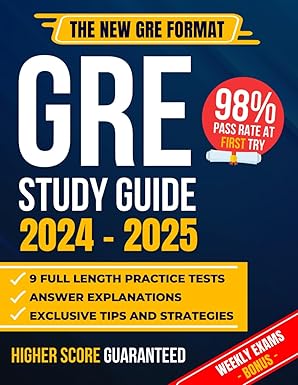 THE NEW GRE FORMAT
GRE
98%
PASS RATE AT
FIRST TRY
STUDY GUIDE
2024 - 2025
9 FULL LENGTH PRACTICE TESTS
ANSWER EXPLANATIONS
EXCLUSIVE TIPS AND STRATEGIES
HIGHER SCORE GUARANTEED
WEEKLY EXAMS
- BONUS -